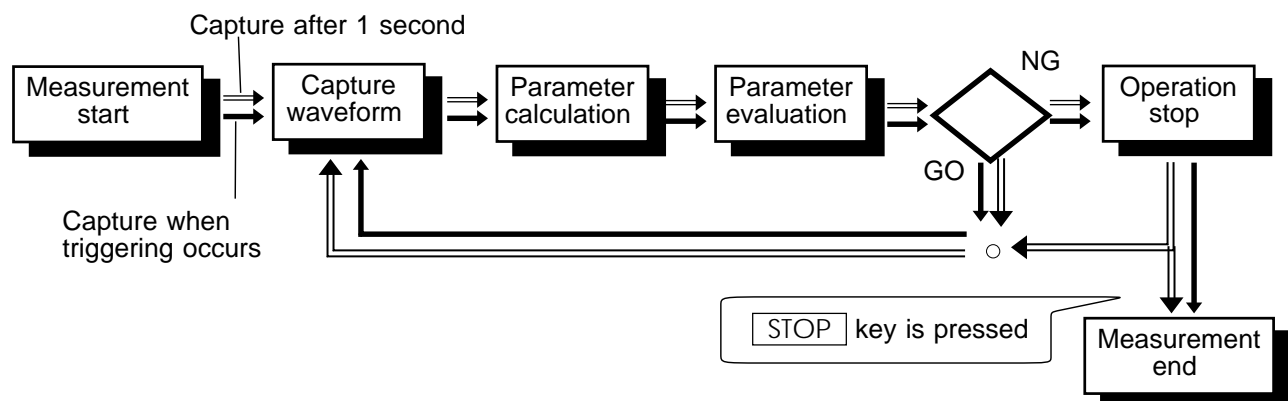 Capture after 1 second
Measurement
start
Capture
waveform
Parameter
calculation
Parameter
evaluation
NG
Operation
stop
GO
Capture when
triggering occurs
STOP key is pressed
Measurement
end